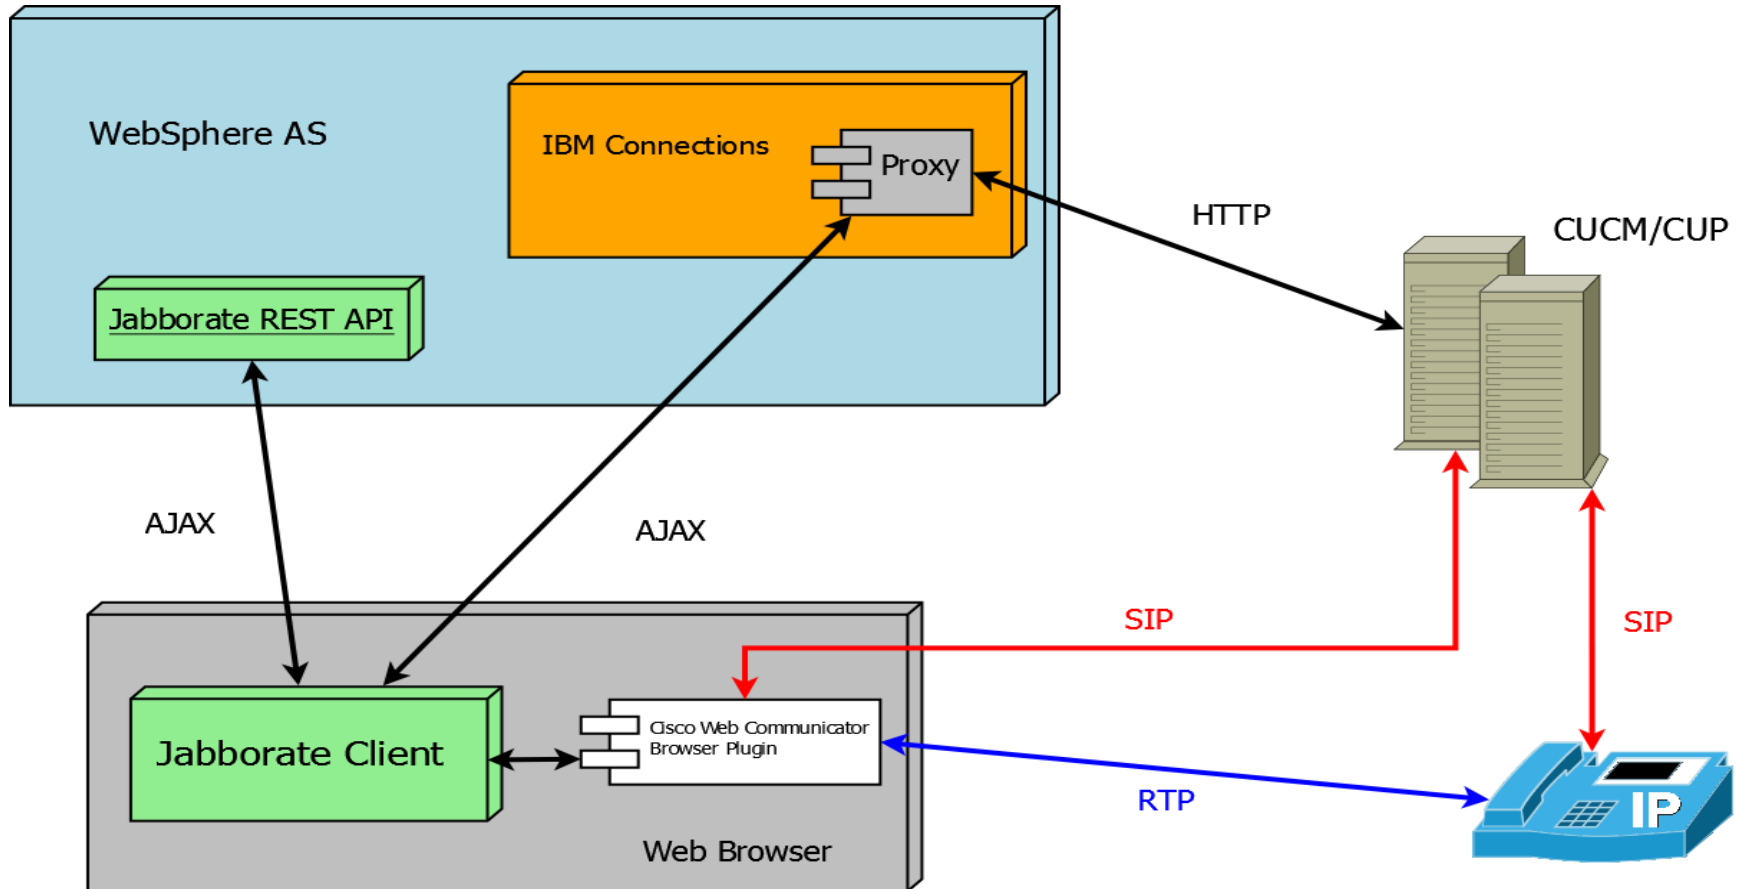 WebSphere AS
IBM Connections
Proxy
HTTP
CUCM/CUP
Jabborate REST API
AJAX
AJAX
SIP
SIP
Cisco Web Communicator
Browser Plugin
Jabborate Client
RTP
IP
Web Browser